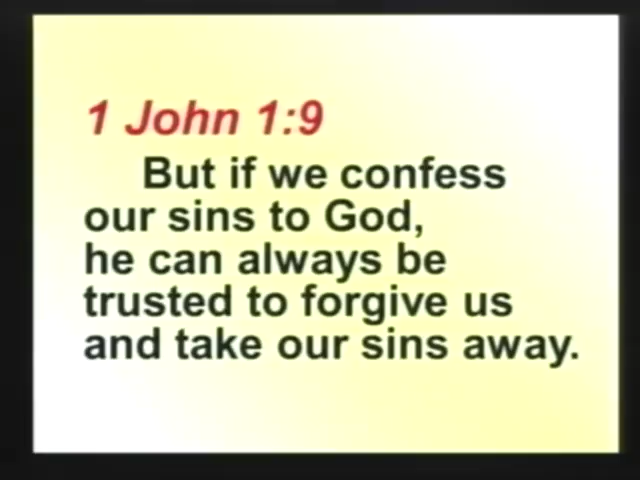 1 John 1:9
But if we confess
our sins to God,
he can always be
trusted to forgive us
and take our sins away.